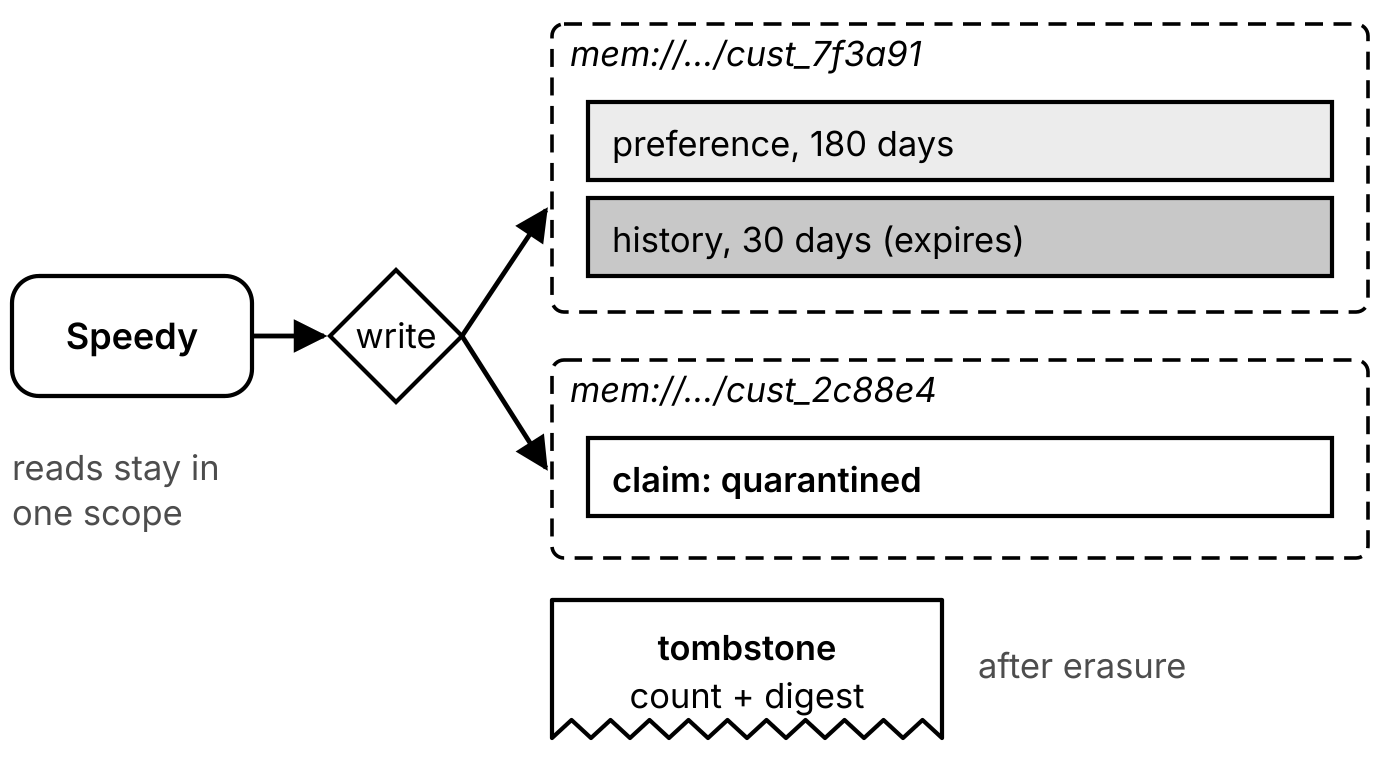 mem://.../cust_7f3a91
preference, 180 days
history, 30 days (expires)
Speedy
write
mem://.../cust_2c88e4
reads stay in
one scope
claim: quarantined
tombstone
count + digest
after erasure